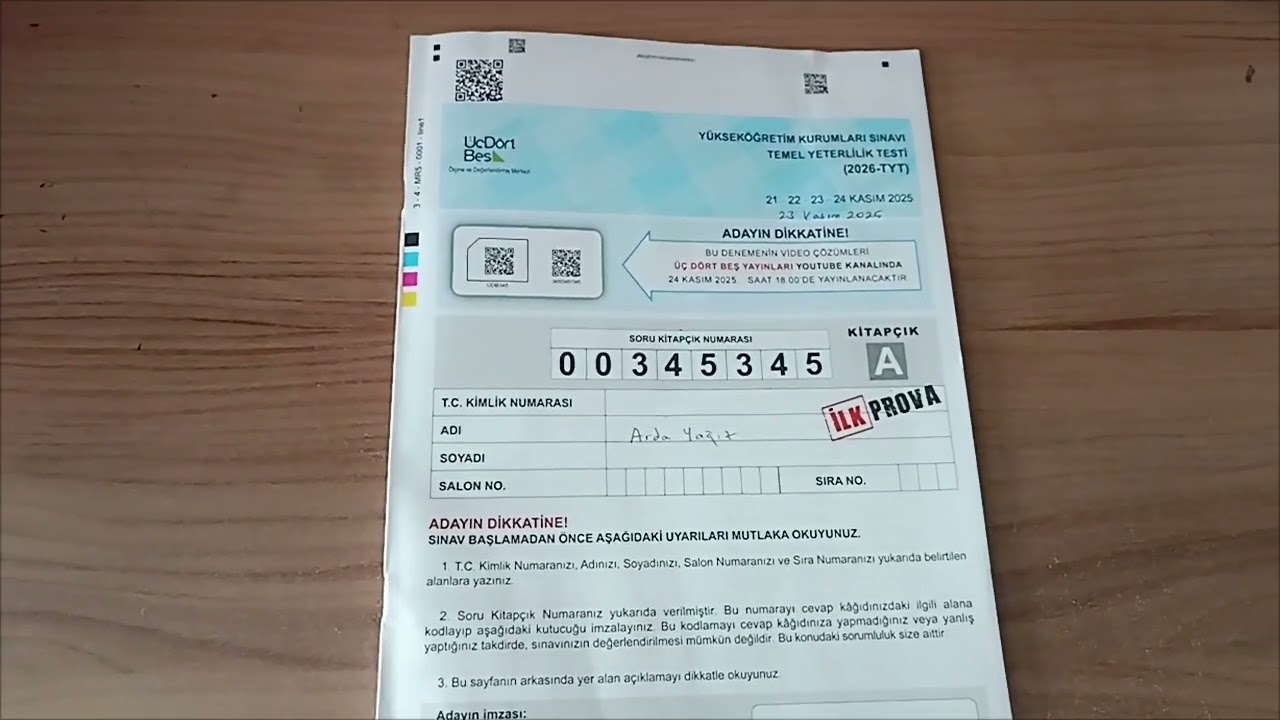 3 - 4 - MRS - 0001 - line1
ÜçDört
Beş
Ölçme ve Değerlendirme Merkezi
YÜKSEKÖĞRETİM KURUMLARI SINAVI
TEMEL YETERLİLİK TESTİ
(2026-TYT)
21 22 23 - 24 KASIM 2025
23 Kasım 2025
ADAYIN DİKKATİNE!
BU DENEMENİN VİDEO ÇÖZÜMLERİ
ÜÇ DÖRT BEŞ YAYINLARI YOUTUBE KANALINDA
24 KASIM 2025 SAAT 18.00'DE YAYINLANACAKTIR
SORU KİTAPÇIK NUMARASI
00345345
KİTAPÇIK
A
İLK PROVA
T.C. KİMLİK NUMARASI
ADI
Arda Yağız
SOYADI
SALON NO.
SIRA NO.
ADAYIN DİKKATİNE!
SINAV BAŞLAMADAN ÖNCE AŞAĞIDAKİ UYARILARI MUTLAKA OKUYUNUZ.
1. T.C. Kimlik Numaranızı, Adınızı, Soyadınızı, Salon Numaranızı ve Sıra Numaranızı yukarıda belirtilen
alanlara yazınız.
2. Soru Kitapçık Numaranız yukarıda verilmiştir. Bu numarayı cevap kâğıdınızdaki ilgili alana
kodlayıp aşağıdaki kutucuğu imzalayınız. Bu kodlamayı cevap kâğıdınıza yapmadığınız veya yanlış
yaptığınız takdirde, sınavınızın değerlendirilmesi mümkün değildir. Bu konudaki sorumluluk size aittir
3. Bu sayfanın arkasında yer alan açıklamayı dikkatle okuyunuz.
Adayın imzası: